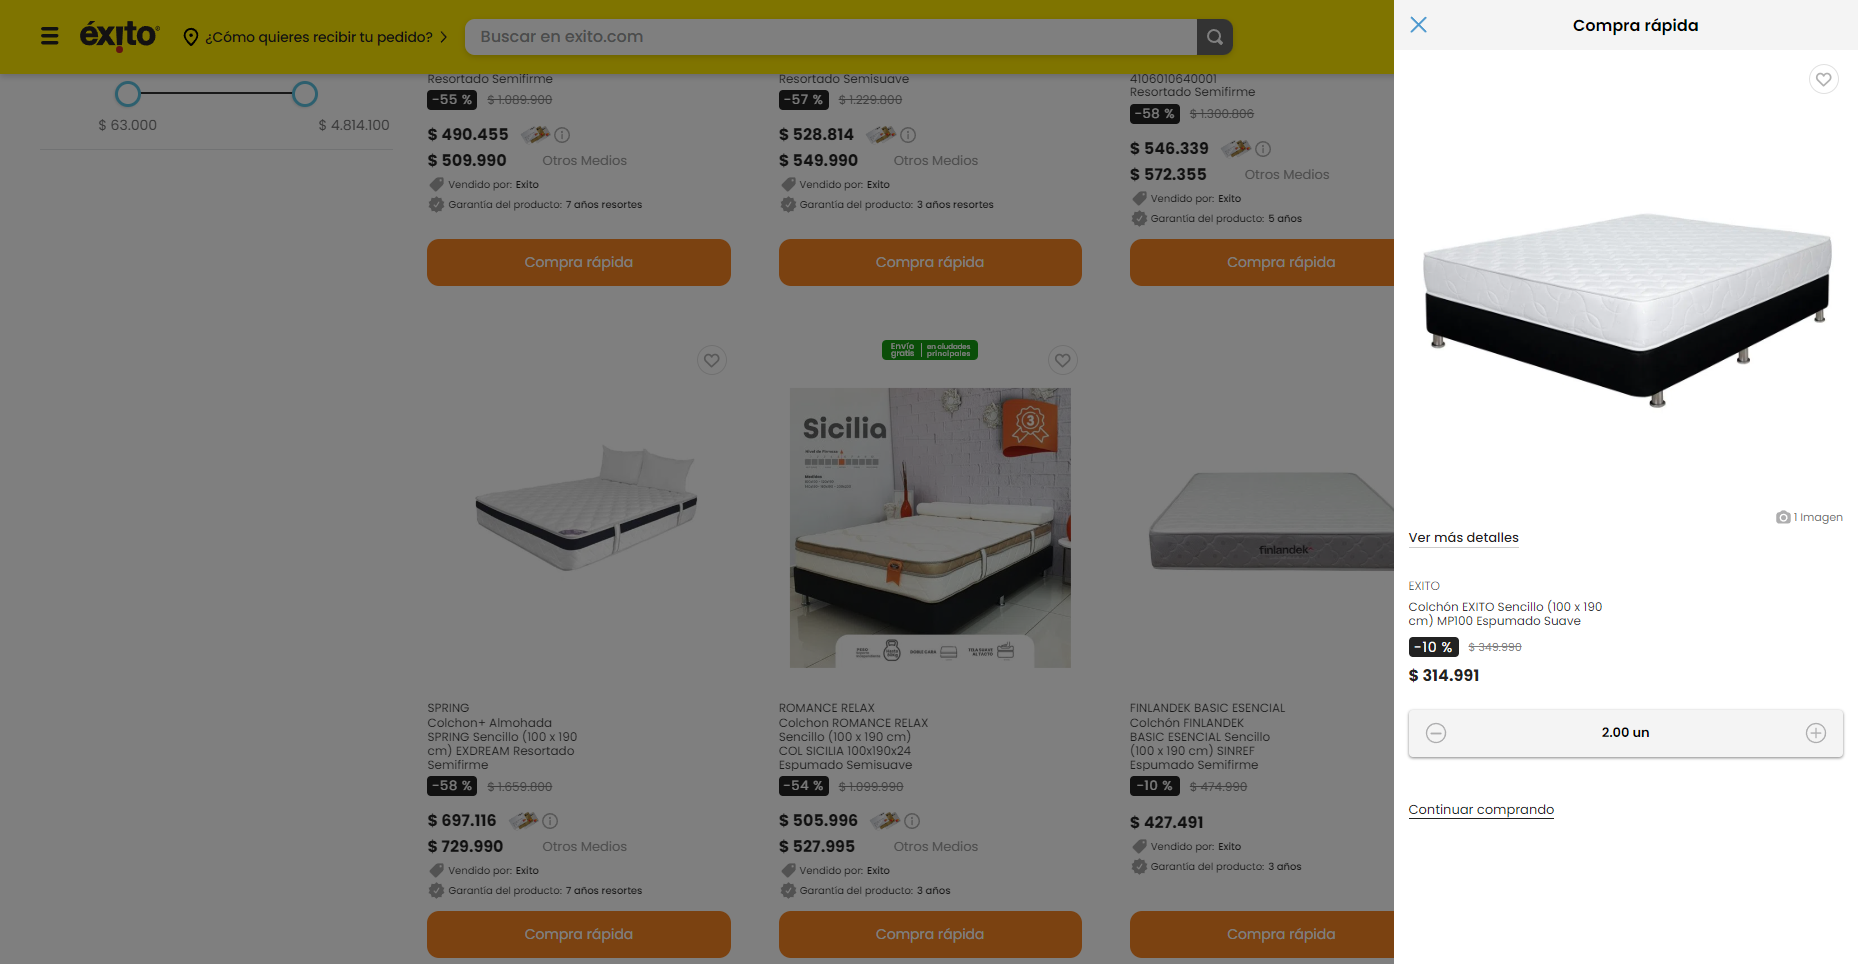 éxito
¿Cómo quieres recibir tu pedido?
Buscar en exito.com
$ 63.000
$ 4.814.100
Resortado Semifirme
-55 % $ 1.089.900
$ 490.455
$ 509.990 Otros Medios
Vendido por: Exito
Garantía del producto: 7 años resortes
Compra rápida
Resortado Semisuave
-57 % $ 1.229.800
$ 528.814
$ 549.990 Otros Medios
Vendido por: Exito
Garantía del producto: 3 años resortes
Compra rápida
4106010640001
Resortado Semifirme
-58 % $ 1.300.806
$ 546.339
$ 572.355 Otros Medios
Vendido por: Exito
Garantía del producto: 5 años
Compra rápida
SPRING
Colchon+ Almohada
SPRING Sencillo (100 x 190
cm) EXDREAM Resortado
Semifirme
-58 % $ 1.659.800
$ 697.116
$ 729.990 Otros Medios
Vendido por: Exito
Garantía del producto: 7 años resortes
Compra rápida
Envío gratis en ciudades principales
Sicilia
3
ROMANCE RELAX
Colchon ROMANCE RELAX
Sencillo (100 x 190 cm)
COL SICILIA 100x190x24
Espumado Semisuave
-54 % $ 1.099.990
$ 505.996
$ 527.995 Otros Medios
Vendido por: Exito
Garantía del producto: 3 años
Compra rápida
finlandek
FINLANDEK BASIC ESENCIAL
Colchón FINLANDEK
BASIC ESENCIAL Sencillo
(100 x 190 cm) SINREF
Espumado Semifirme
-10 % $ 474.990
$ 427.491
Vendido por: Exito
Garantía del producto: 3 años
Compra rápida
Compra rápida
1 Imagen
Ver más detalles
EXITO
Colchón EXITO Sencillo (100 x 190
cm) MP100 Espumado Suave
-10 % $ 349.990
$ 314.991
2.00 un
Continuar comprando